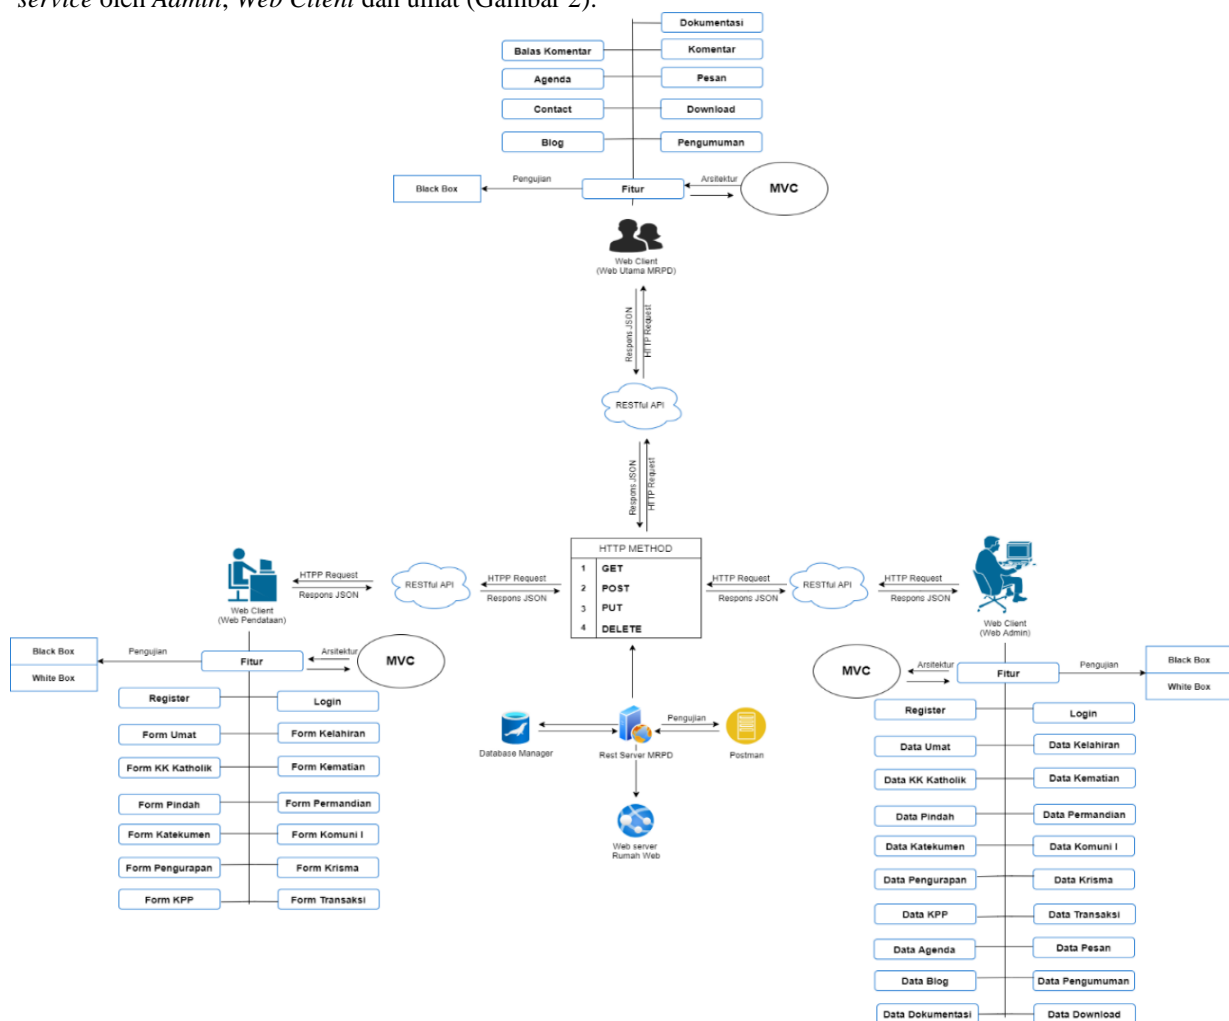 service oleh Admin, Web Client dan umat (Gambar 2).
Dokumentasi
Balas Komentar
Komentar
Agenda
Pesan
Contact
Download
Blog
Pengumuman
Black Box
Pengujian
Fitur
Arsitektur
MVC
Web Client
(Web Utama MRPD)
Respons JSON
HTTP Request
RESTful API
Respons JSON
HTTP Request
HTTP METHOD
1 GET
2 POST
3 PUT
4 DELETE
Web Client
(Web Pendataan)
HTPP Request
Respons JSON
RESTful API
HTPP Request
Respons JSON
HTTP Request
Respons JSON
RESTful API
HTTP Request
Respons JSON
Web Client
(Web Admin)
Black Box
White Box
Pengujian
Fitur
Arsitektur
MVC
Register
Login
Form Umat
Form Kelahiran
Form KK Katholik
Form Kematian
Form Pindah
Form Permandian
Form Katekumen
Form Komuni I
Form Pengurapan
Form Krisma
Form KPP
Form Transaksi
Database Manager
Rest Server MRPD
Pengujian
Postman
Web server
Rumah Web
MVC
Arsitektur
Fitur
Pengujian
Black Box
White Box
Register
Login
Data Umat
Data Kelahiran
Data KK Katholik
Data Kematian
Data Pindah
Data Permandian
Data Katekumen
Data Komuni I
Data Pengurapan
Data Krisma
Data KPP
Data Transaksi
Data Agenda
Data Pesan
Data Blog
Data Pengumuman
Data Dokumentasi
Data Download